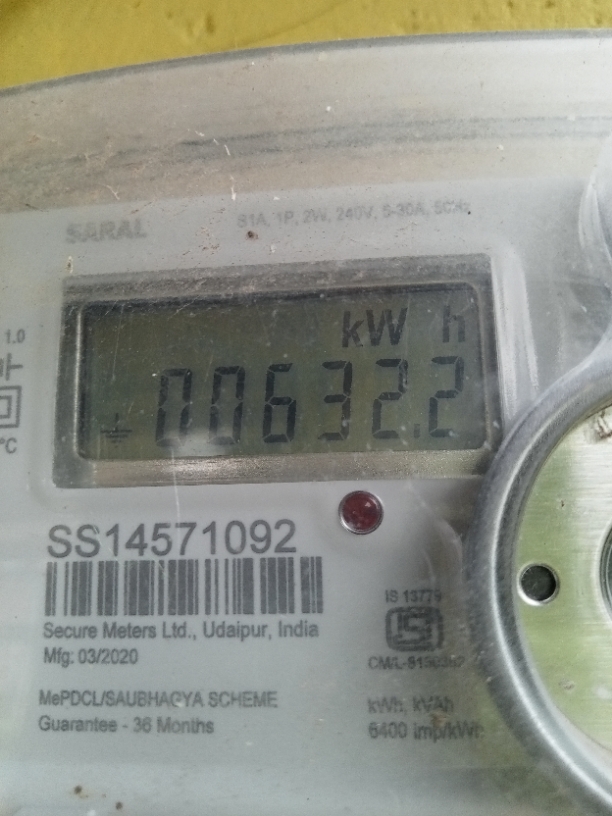 SARAL
S1A, 1P, 2W, 240V, 5-30A, 50Hz
1.0
kW h
00632.2
°C
SS14571092
Secure Meters Ltd., Udaipur, India
Mfg: 03/2020
IS 13779
MePDCL/SAUBHAGYA SCHEME
Guarantee - 36 Months
kWh, kVAh
6400 imp/kWh